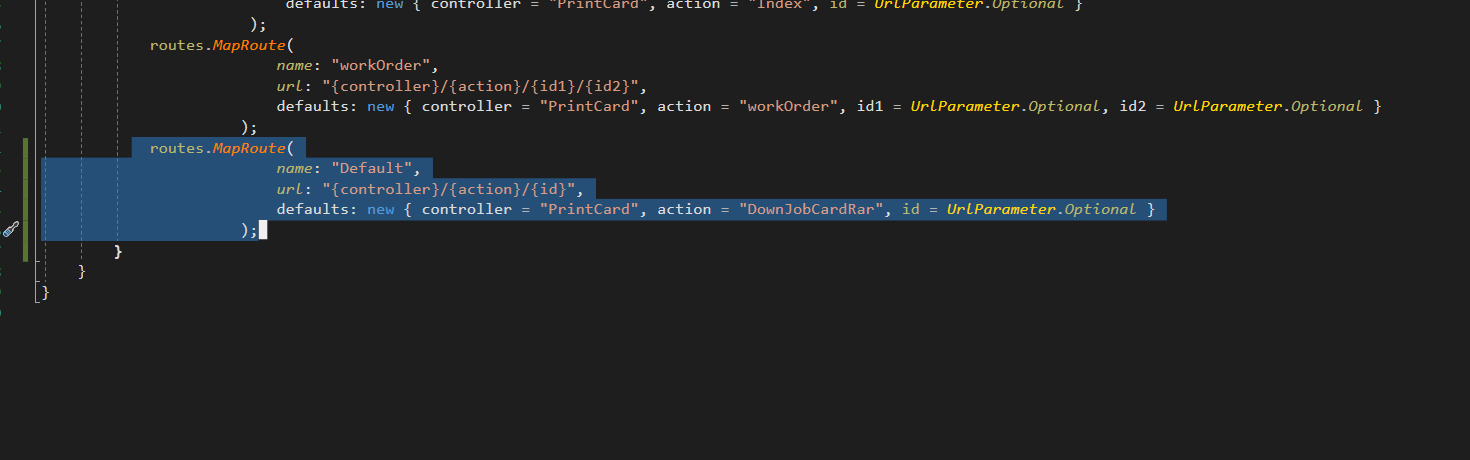 defaults: new { controller = "PrintCard", action = "Index", id = UrlParameter.Optional }
);
routes.MapRoute(
name: "workOrder",
url: "{controller}/{action}/{id1}/{id2}",
defaults: new { controller = "PrintCard", action = "workOrder", id1 = UrlParameter.Optional, id2 = UrlParameter.Optional }
);
routes.MapRoute(
name: "Default",
url: "{controller}/{action}/{id}",
defaults: new { controller = "PrintCard", action = "DownJobCardRar", id = UrlParameter.Optional }
);
}
}
}